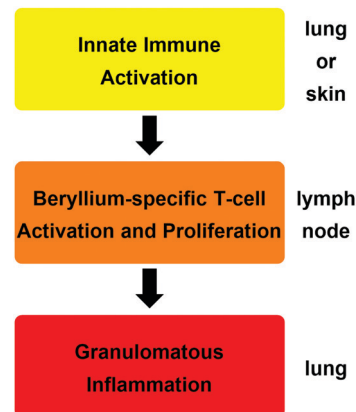 Innate Immune
Activation
lung
or
skin
Beryllium-specific T-cell
Activation and Proliferation
lymph
node
Granulomatous
Inflammation
lung